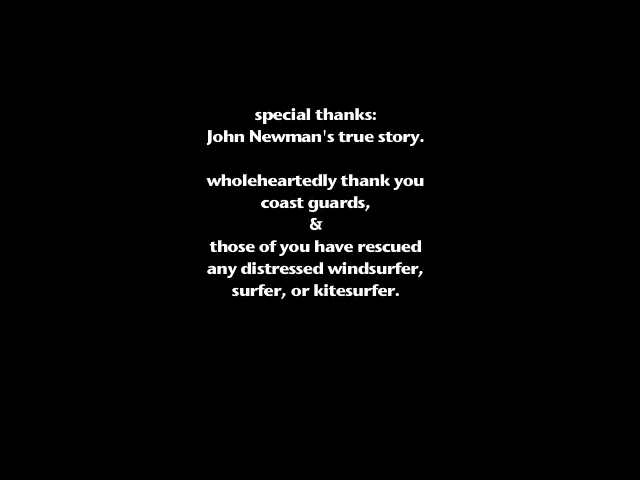 special thanks:
John Newman's true story.
wholeheartedly thank you
coast guards,
&
those of you have rescued
any distressed windsurfer,
surfer, or kitesurfer.